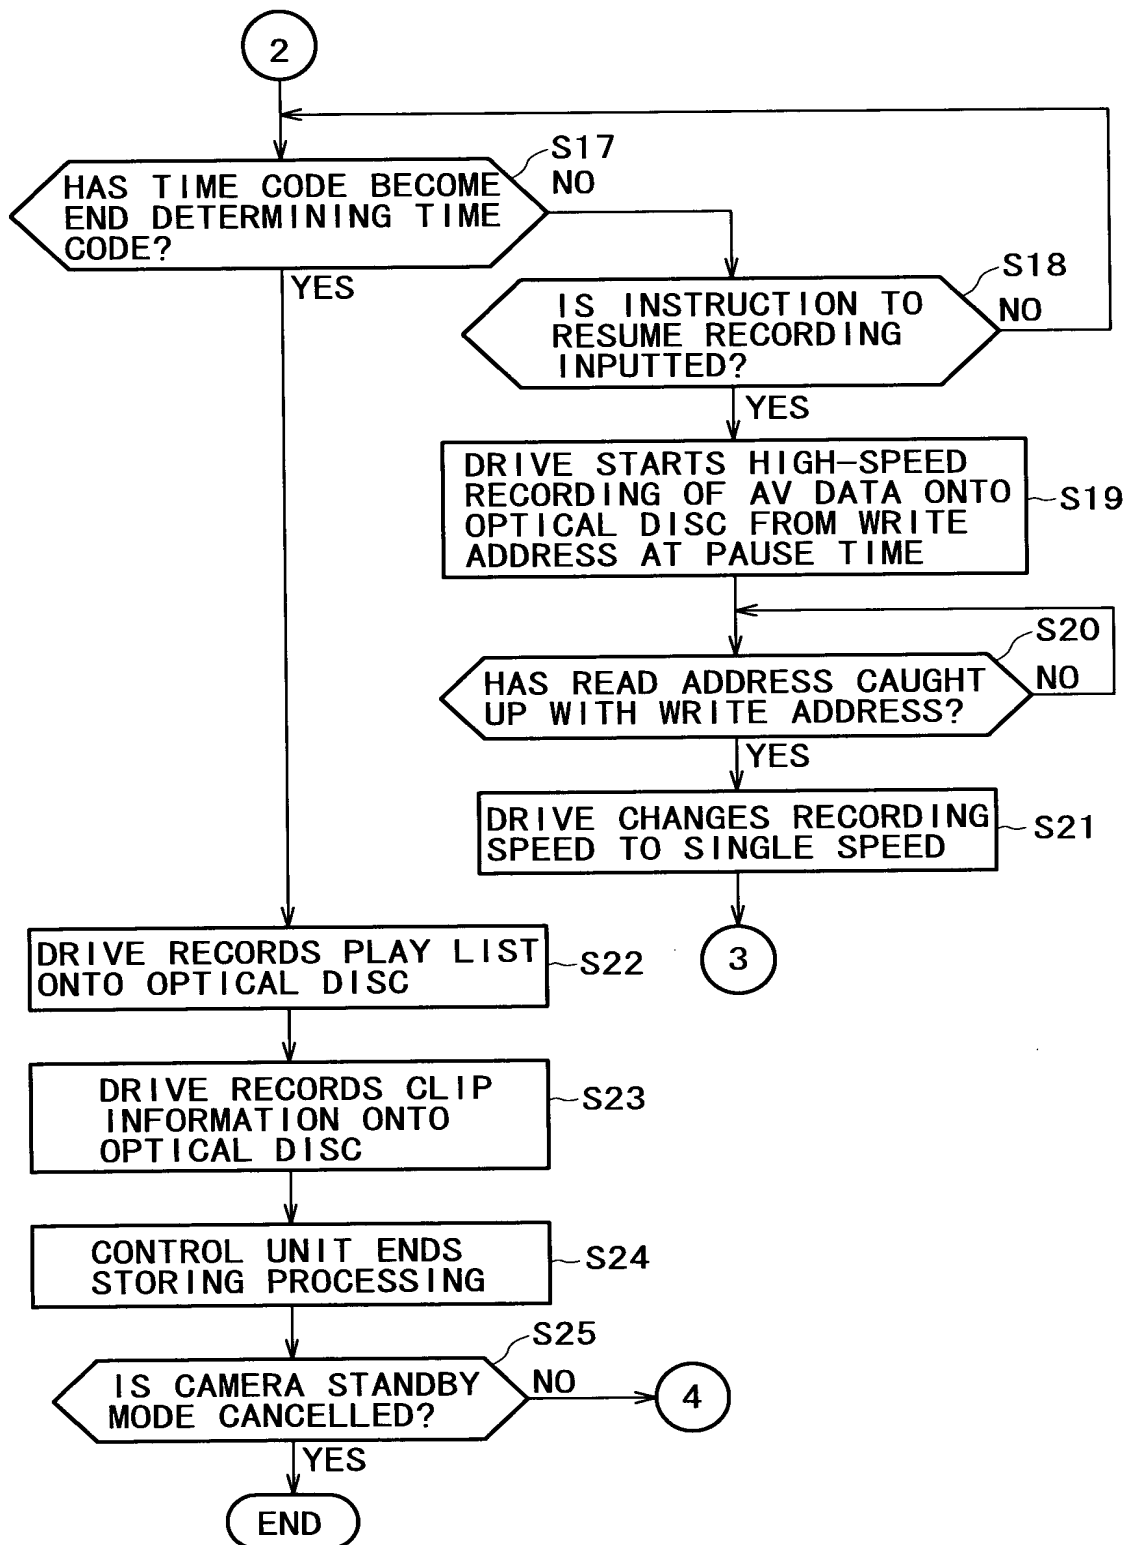 2
S17
HAS TIME CODE BECOME
END DETERMINING TIME
CODE?
NO
YES
S18
IS INSTRUCTION TO
RESUME RECORDING
INPUTTED?
NO
YES
DRIVE STARTS HIGH-SPEED
RECORDING OF AV DATA ONTO
OPTICAL DISC FROM WRITE
ADDRESS AT PAUSE TIME
S19
S20
HAS READ ADDRESS CAUGHT
UP WITH WRITE ADDRESS?
NO
YES
DRIVE CHANGES RECORDING
SPEED TO SINGLE SPEED
S21
3
DRIVE RECORDS PLAY LIST
ONTO OPTICAL DISC
S22
DRIVE RECORDS CLIP
INFORMATION ONTO
OPTICAL DISC
S23
CONTROL UNIT ENDS
STORING PROCESSING
S24
S25
IS CAMERA STANDBY
MODE CANCELLED?
NO
4
YES
END